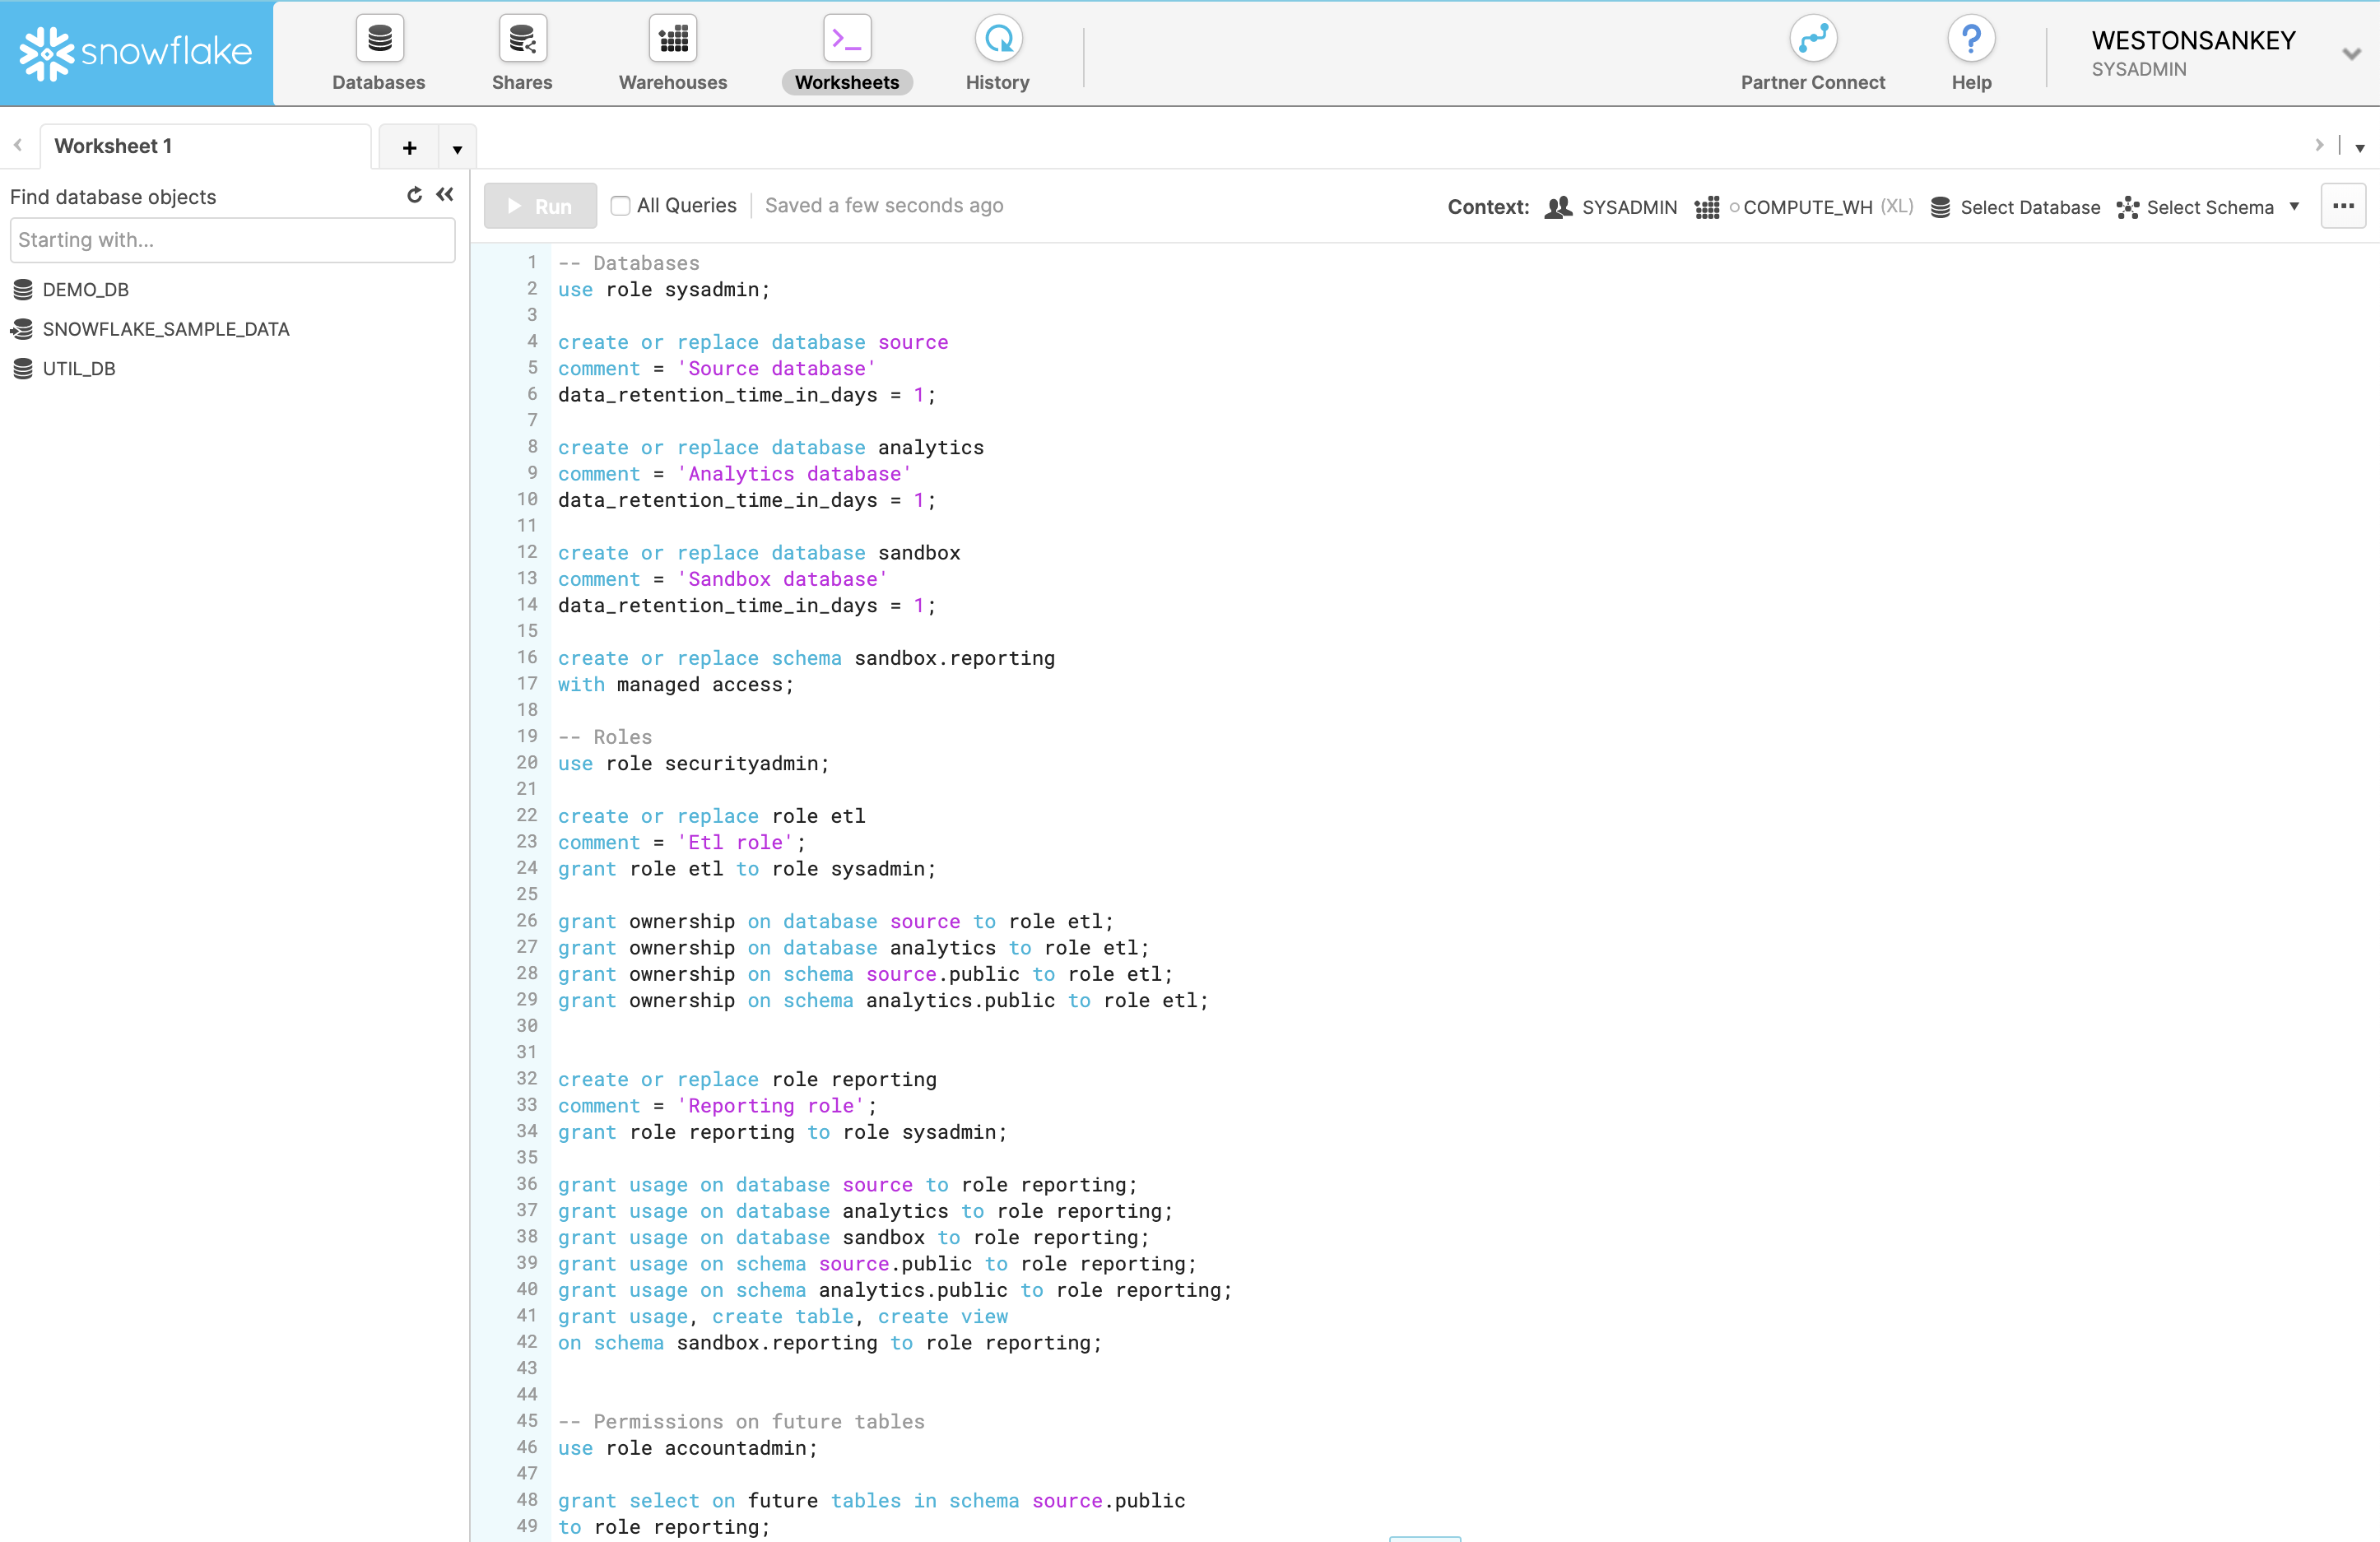 snowflake
Databases
Shares
Warehouses
Worksheets
History
Partner Connect
Help
WESTONSANKEY
SYSADMIN
Worksheet 1
Find database objects
Starting with...
DEMO_DB
SNOWFLAKE_SAMPLE_DATA
UTIL_DB
Run
All Queries
Saved a few seconds ago
Context: SYSADMIN COMPUTE_WH (XL) Select Database Select Schema
1 -- Databases
2 use role sysadmin;
3
4 create or replace database source
5 comment = 'Source database'
6 data_retention_time_in_days = 1;
7
8 create or replace database analytics
9 comment = 'Analytics database'
10 data_retention_time_in_days = 1;
11
12 create or replace database sandbox
13 comment = 'Sandbox database'
14 data_retention_time_in_days = 1;
15
16 create or replace schema sandbox.reporting
17 with managed access;
18
19 -- Roles
20 use role securityadmin;
21
22 create or replace role etl
23 comment = 'Etl role';
24 grant role etl to role sysadmin;
25
26 grant ownership on database source to role etl;
27 grant ownership on database analytics to role etl;
28 grant ownership on schema source.public to role etl;
29 grant ownership on schema analytics.public to role etl;
30
31
32 create or replace role reporting
33 comment = 'Reporting role';
34 grant role reporting to role sysadmin;
35
36 grant usage on database source to role reporting;
37 grant usage on database analytics to role reporting;
38 grant usage on database sandbox to role reporting;
39 grant usage on schema source.public to role reporting;
40 grant usage on schema analytics.public to role reporting;
41 grant usage, create table, create view
42 on schema sandbox.reporting to role reporting;
43
44
45 -- Permissions on future tables
46 use role accountadmin;
47
48 grant select on future tables in schema source.public
49 to role reporting;